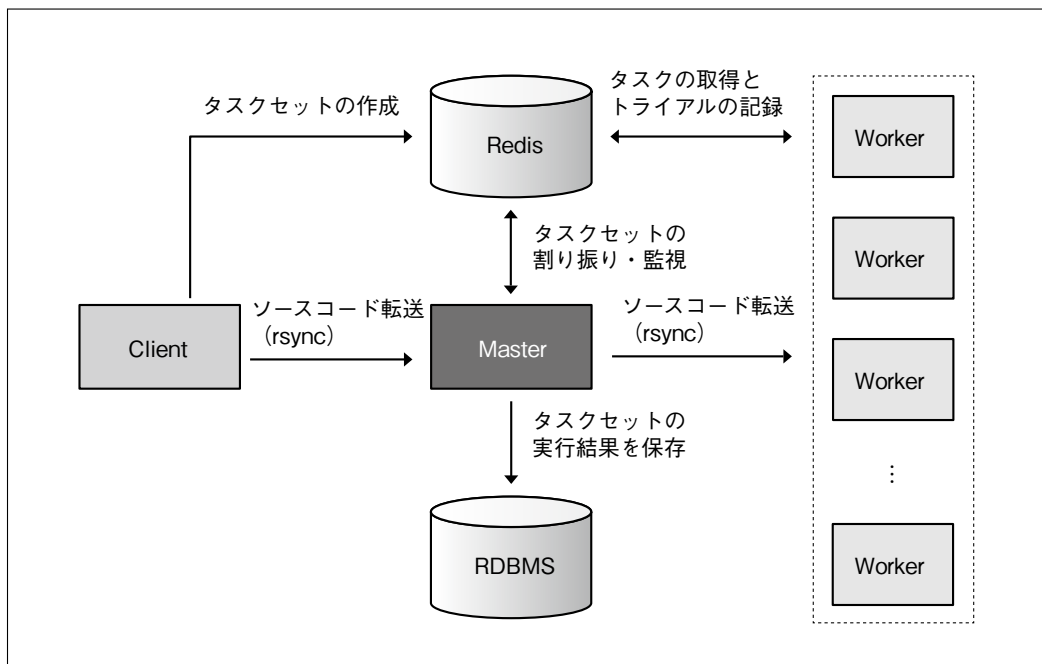 タスクセットの作成
Redis
タスクの取得と
トライアルの記録
Worker
タスクセットの
割り振り・監視
Worker
Client
ソースコード転送
（rsync）
Master
ソースコード転送
（rsync）
Worker
タスクセットの
実行結果を保存
⋮
RDBMS
Worker